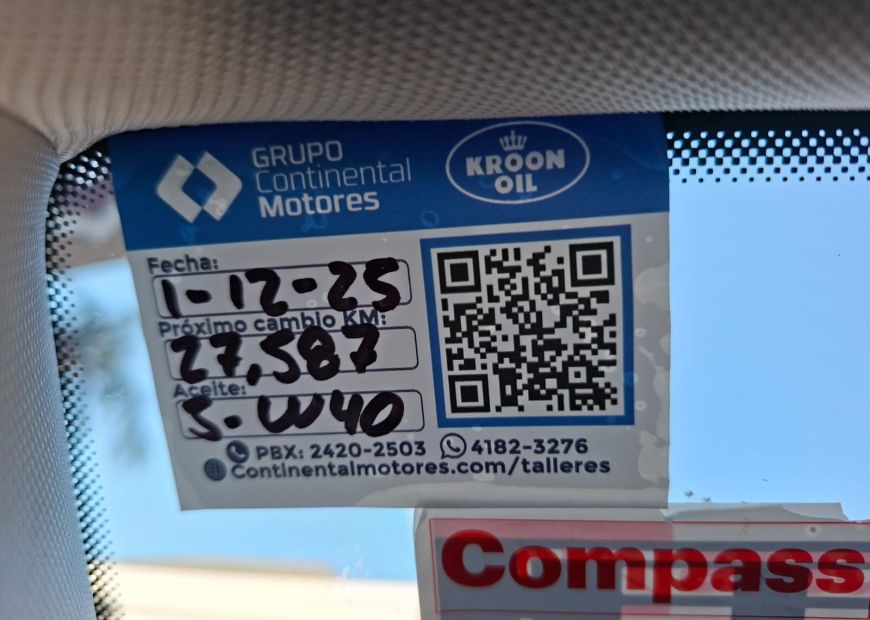 GRUPO
Continental
Motores
KROON
OIL
Fecha:
1-12-25
Próximo cambio KM:
27,587
Aceite:
5-W40
PBX: 2420-2503 4182-3276
Continentalmotores.com/talleres
Compass